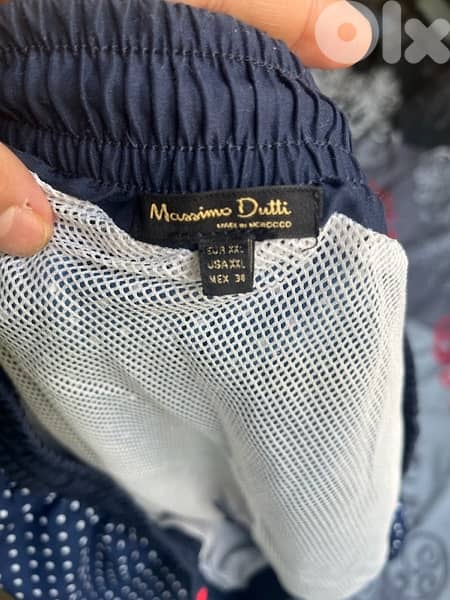 OLX
Massimo Dutti
MADE IN MOROCCO
EUR XXL
USA XXL
MEX 38